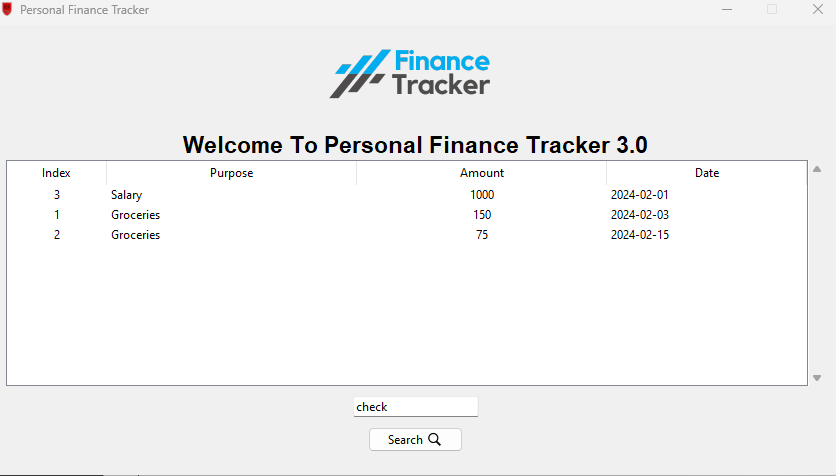 Personal Finance Tracker
Finance
Tracker
Welcome To Personal Finance Tracker 3.0
Index Purpose Amount Date
3 Salary 1000 2024-02-01
1 Groceries 150 2024-02-03
2 Groceries 75 2024-02-15
check
Search